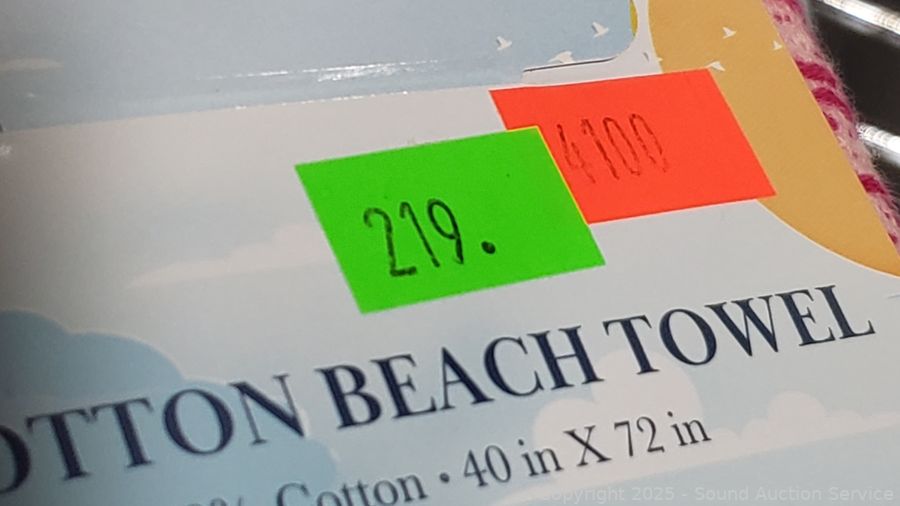 4100
219.
OTTON BEACH TOWEL
% Cotton • 40 in X 72 in
Copyright 2025 - Sound Auction Service